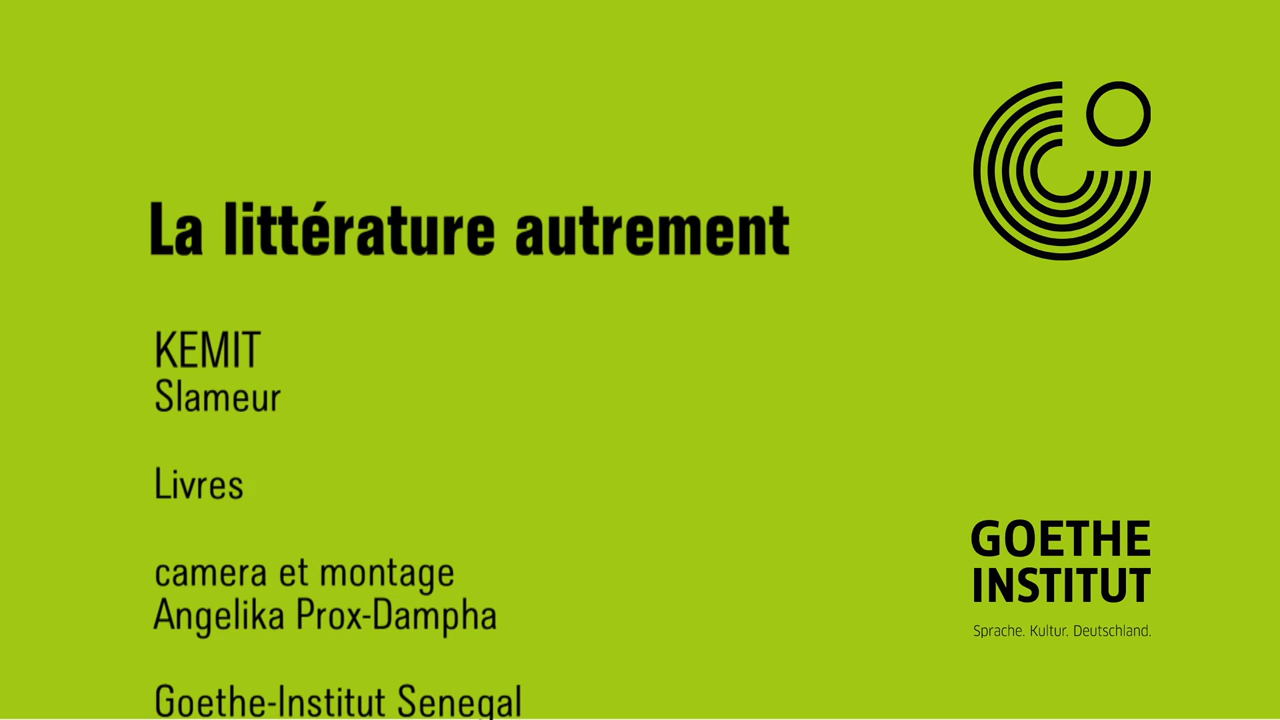 La littérature autrement
KEMIT
Slameur
Livres
camera et montage
Angelika Prox-Dampha
Goethe-Institut Senegal
GOETHE
INSTITUT
Sprache. Kultur. Deutschland.